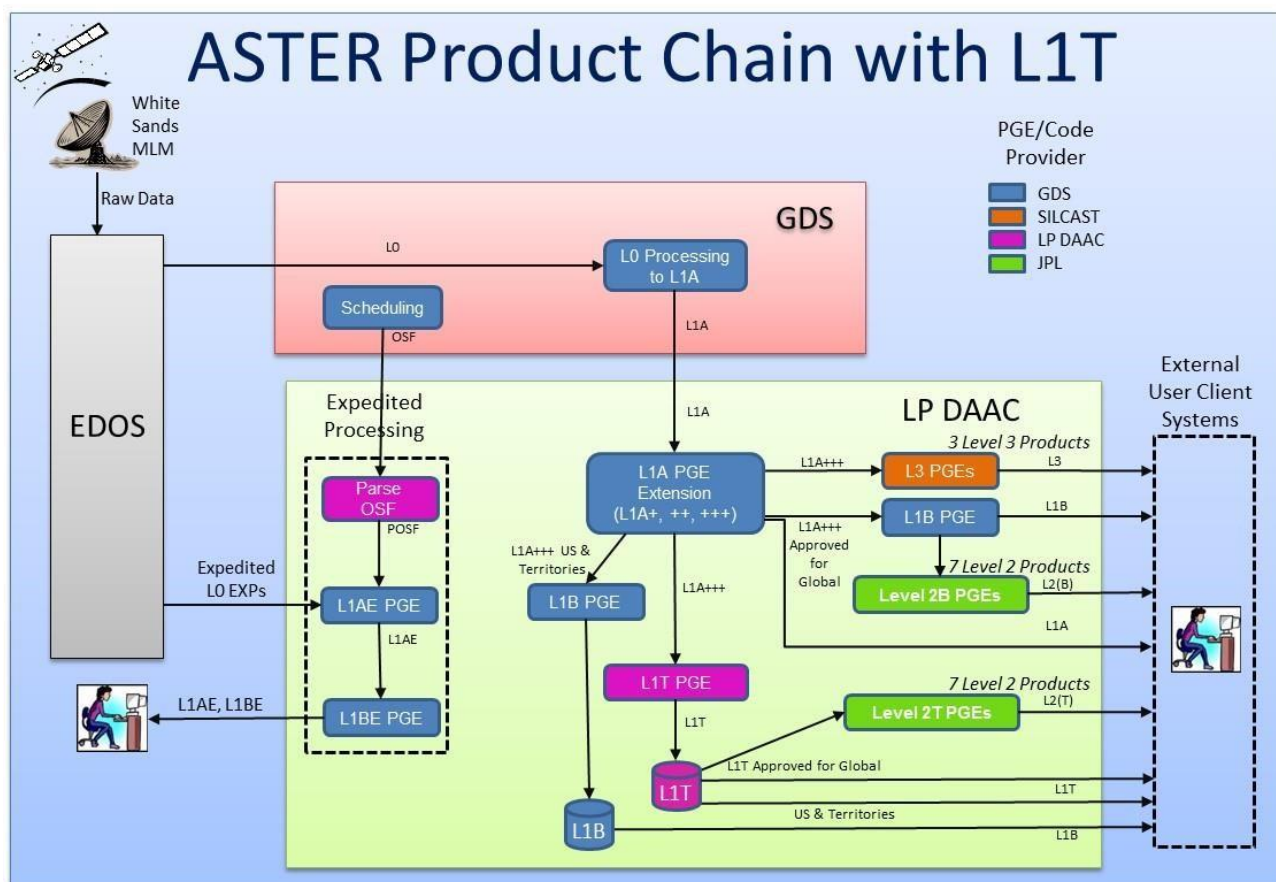 ASTER Product Chain with L1T
White
Sands
MLM
Raw Data
PGE/Code
Provider
GDS
SILCAST
LP DAAC
JPL
GDS
L0
L0 Processing
to L1A
Scheduling
OSF
L1A
EDOS
Expedited
Processing
L1A
LP DAAC
External
User Client
Systems
3 Level 3 Products
Parse
OSF
POSF
L1A PGE
Extension
(L1A+, ++, +++)
L1A+++
L3 PGEs
L3
L1A+++
Approved
for
Global
L1B PGE
L1B
L1A+++ US &
Territories
7 Level 2 Products
Expedited
L0 EXPs
L1AE PGE
L1AE
L1B PGE
L1A+++
Level 2B PGEs
L2(B)
L1A
L1T PGE
L1T
7 Level 2 Products
Level 2T PGEs
L2(T)
L1AE, L1BE
L1BE PGE
L1T Approved for Global
L1T
L1T
US & Territories
L1B
L1B